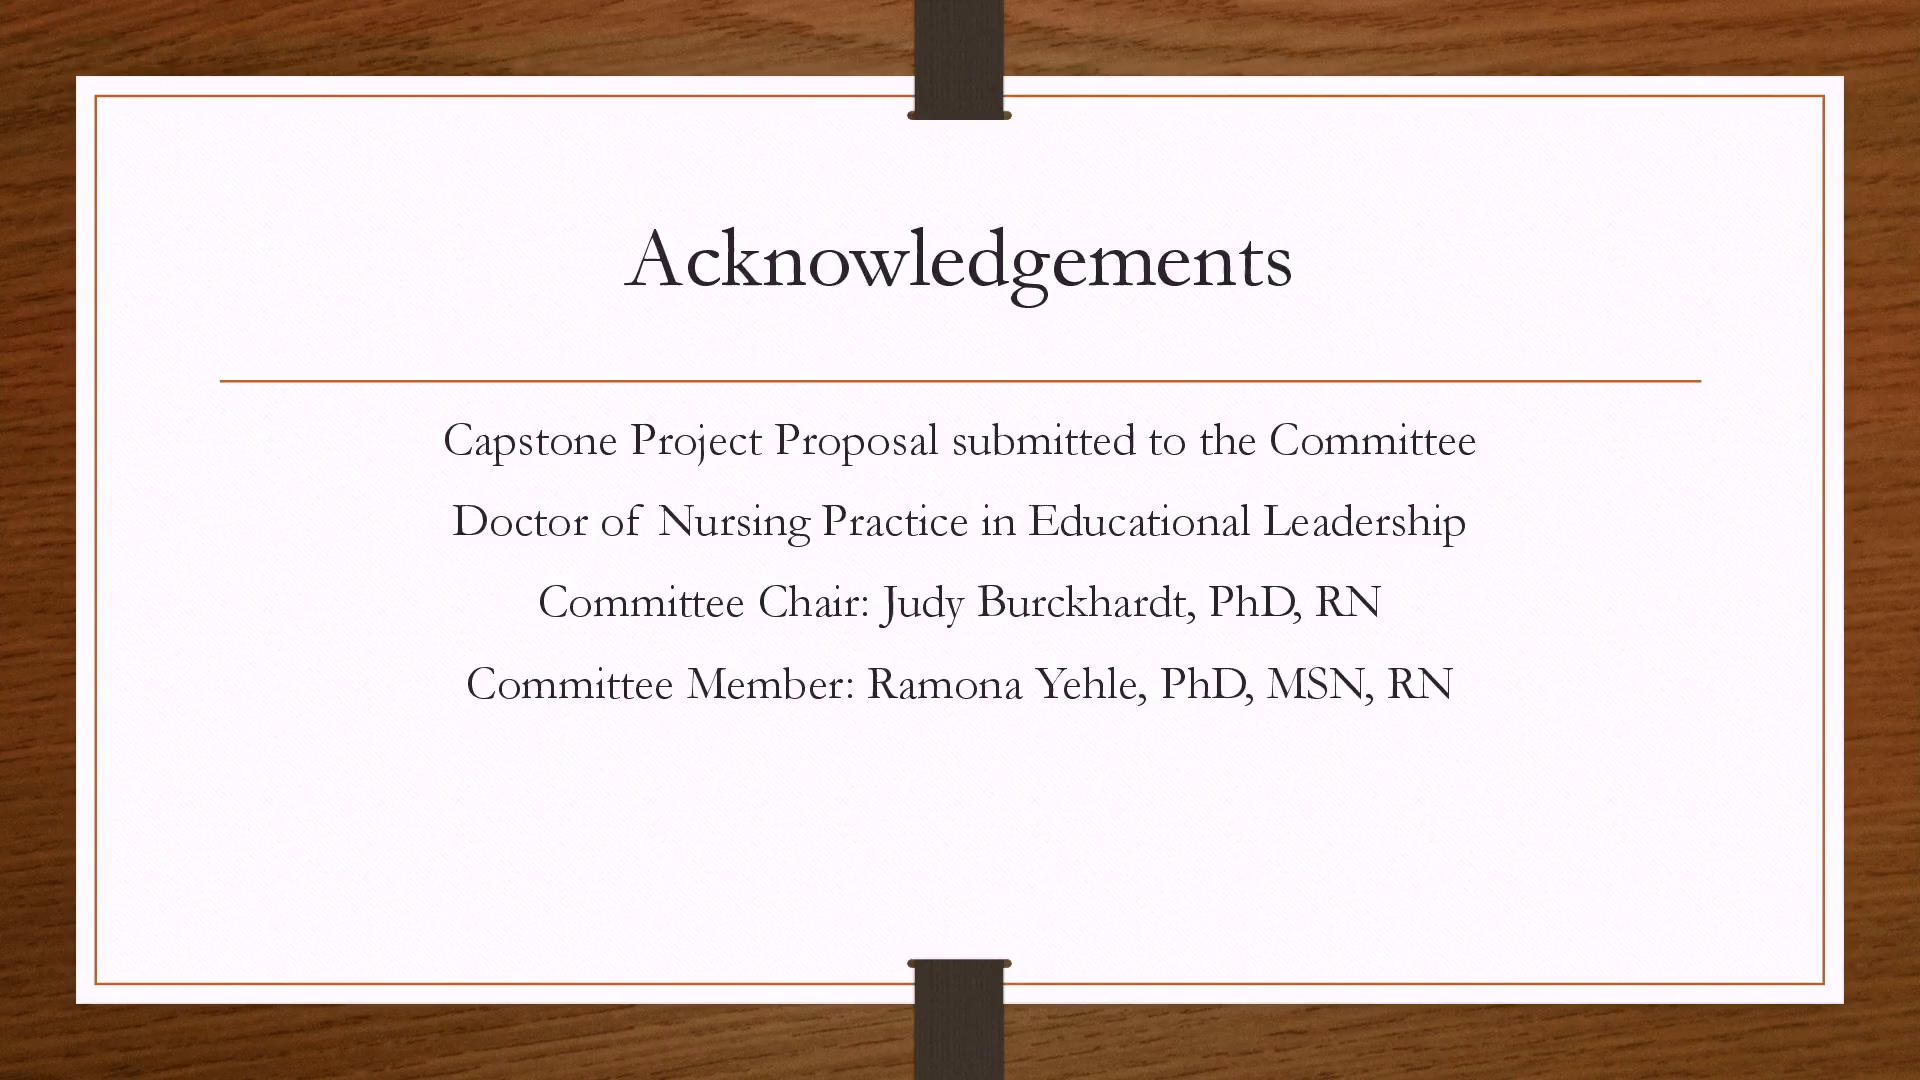 Acknowledgements
Capstone Project Proposal submitted to the Committee
Doctor of Nursing Practice in Educational Leadership
Committee Chair: Judy Burckhardt, PhD, RN
Committee Member: Ramona Yehle, PhD, MSN, RN